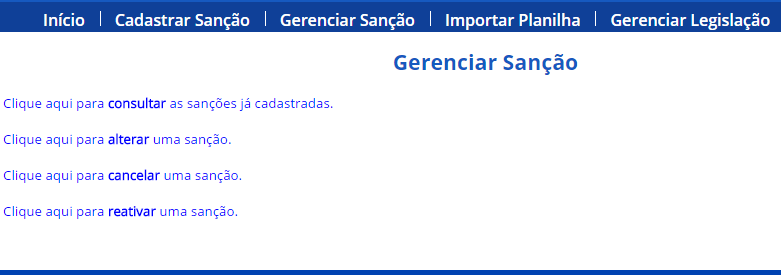 Início Cadastrar Sanção Gerenciar Sanção Importar Planilha Gerenciar Legislação
Gerenciar Sanção
Clique aqui para consultar as sanções já cadastradas.
Clique aqui para alterar uma sanção.
Clique aqui para cancelar uma sanção.
Clique aqui para reativar uma sanção.